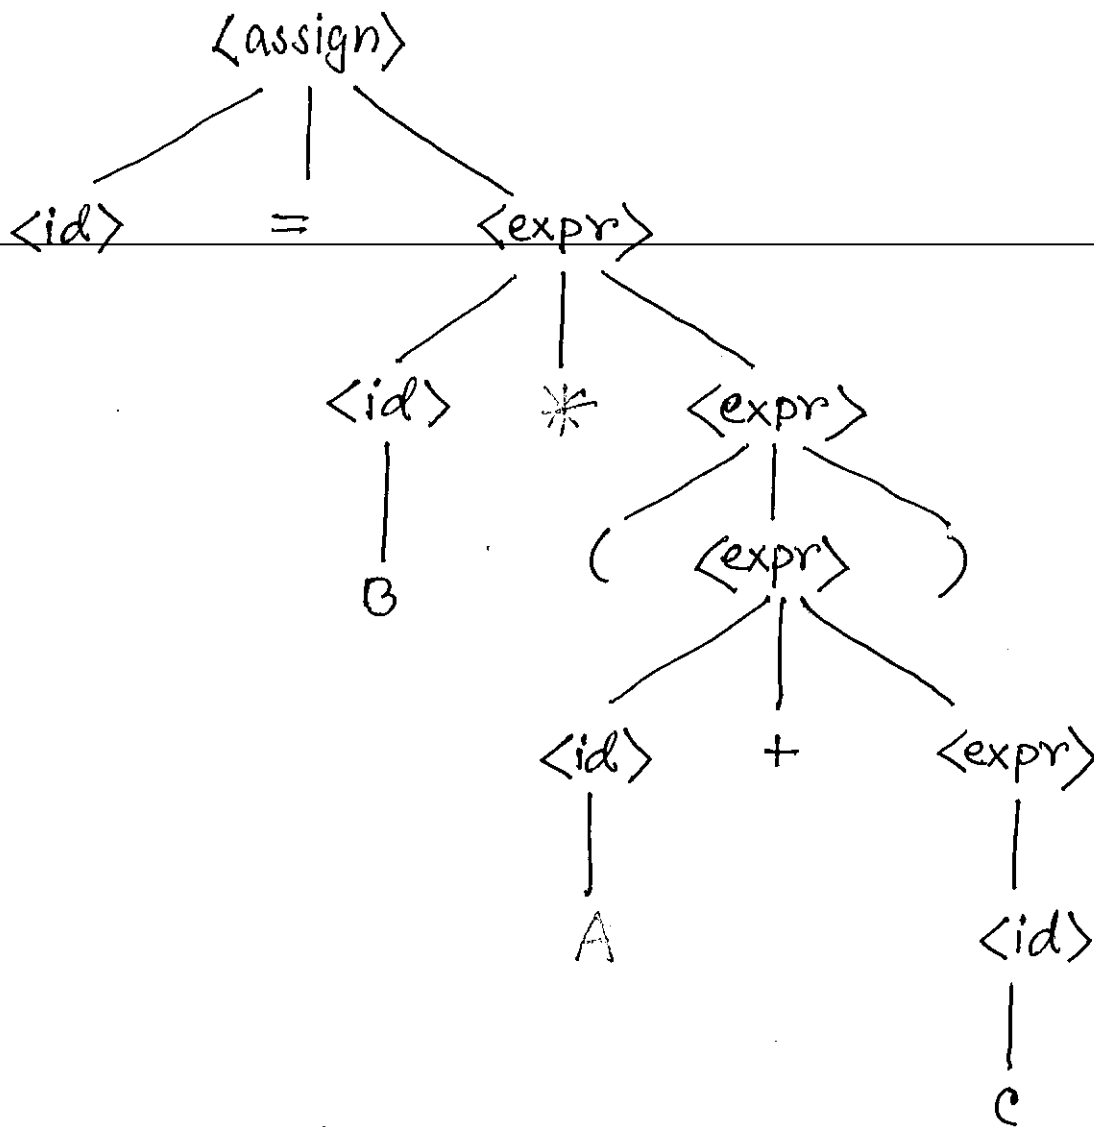 <assign>
<id> = <expr>
<id> * <expr>
B
( <expr> )
<id> + <expr>
A
<id>
C